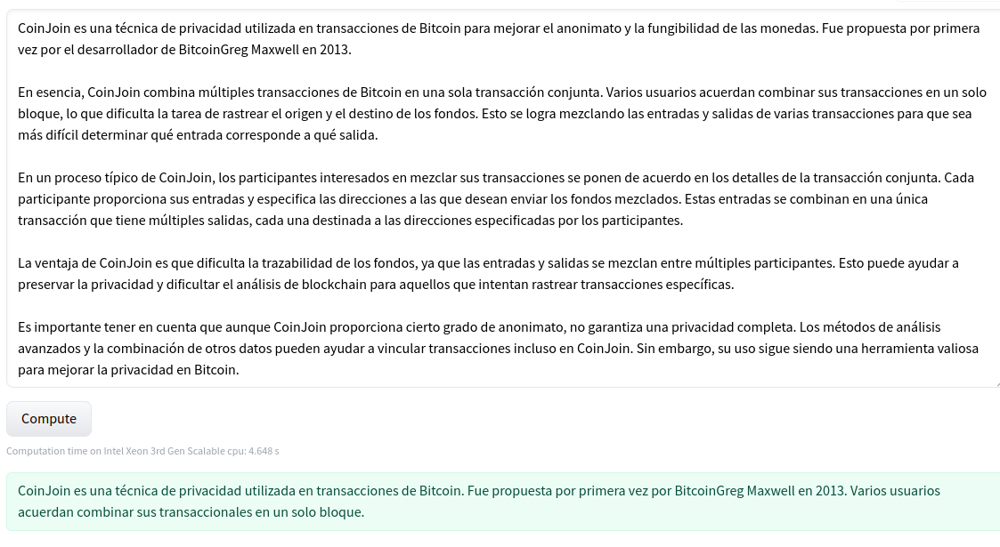 CoinJoin es una técnica de privacidad utilizada en transacciones de Bitcoin para mejorar el anonimato y la fungibilidad de las monedas. Fue propuesta por primera
vez por el desarrollador de BitcoinGreg Maxwell en 2013.
En esencia, CoinJoin combina múltiples transacciones de Bitcoin en una sola transacción conjunta. Varios usuarios acuerdan combinar sus transacciones en un solo
bloque, lo que dificulta la tarea de rastrear el origen y el destino de los fondos. Esto se logra mezclando las entradas y salidas de varias transacciones para que sea
más difícil determinar qué entrada corresponde a qué salida.
En un proceso típico de CoinJoin, los participantes interesados en mezclar sus transacciones se ponen de acuerdo en los detalles de la transacción conjunta. Cada
participante proporciona sus entradas y especifica las direcciones a las que desean enviar los fondos mezclados. Estas entradas se combinan en una única
transacción que tiene múltiples salidas, cada una destinada a las direcciones especificadas por los participantes.
La ventaja de CoinJoin es que dificulta la trazabilidad de los fondos, ya que las entradas y salidas se mezclan entre múltiples participantes. Esto puede ayudar a
preservar la privacidad y dificultar el análisis de blockchain para aquellos que intentan rastrear transacciones específicas.
Es importante tener en cuenta que aunque CoinJoin proporciona cierto grado de anonimato, no garantiza una privacidad completa. Los métodos de análisis
avanzados y la combinación de otros datos pueden ayudar a vincular transacciones incluso en CoinJoin. Sin embargo, su uso sigue siendo una herramienta valiosa
para mejorar la privacidad en Bitcoin.
Compute
Computation time on Intel Xeon 3rd Gen Scalable cpu: 4.648 s
CoinJoin es una técnica de privacidad utilizada en transacciones de Bitcoin. Fue propuesta por primera vez por BitcoinGreg Maxwell en 2013. Varios usuarios
acuerdan combinar sus transaccionales en un solo bloque.